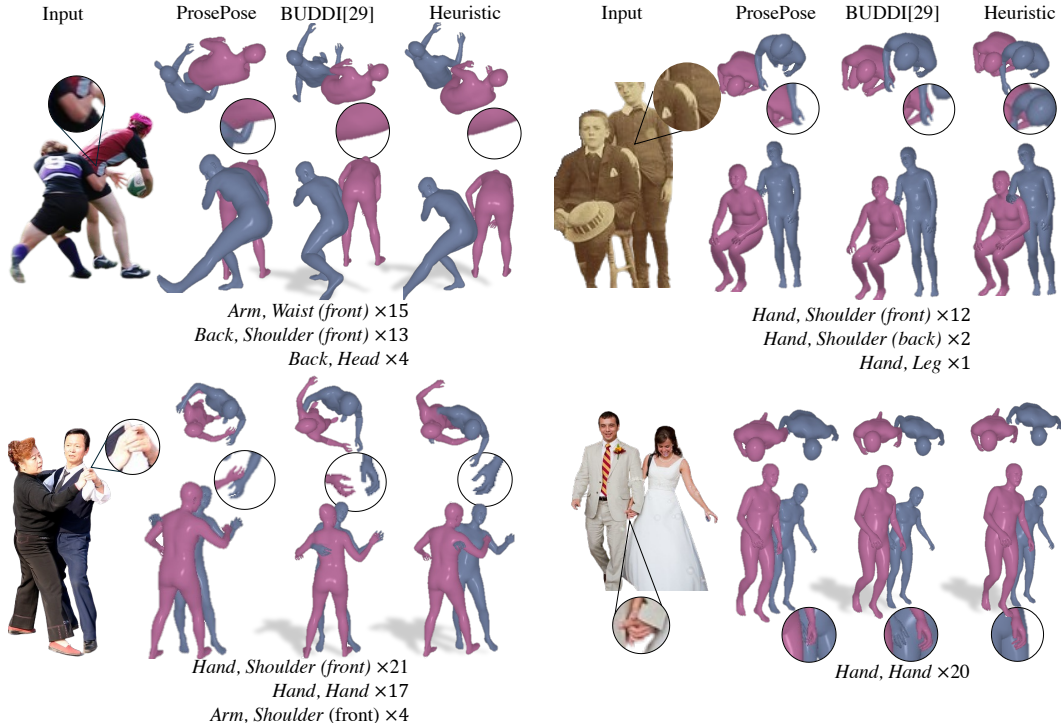 Input ProsePose BUDDI[29] Heuristic
Input ProsePose BUDDI[29] Heuristic
9
Arm, Waist (front) ×15
Back, Shoulder (front) ×13
Back, Head ×4
Hand, Shoulder (front) ×12
Hand, Shoulder (back) ×2
Hand, Leg ×1
Hand, Shoulder (front) ×21
Hand, Hand ×17
Arm, Shoulder (front) ×4
Hand, Hand ×20